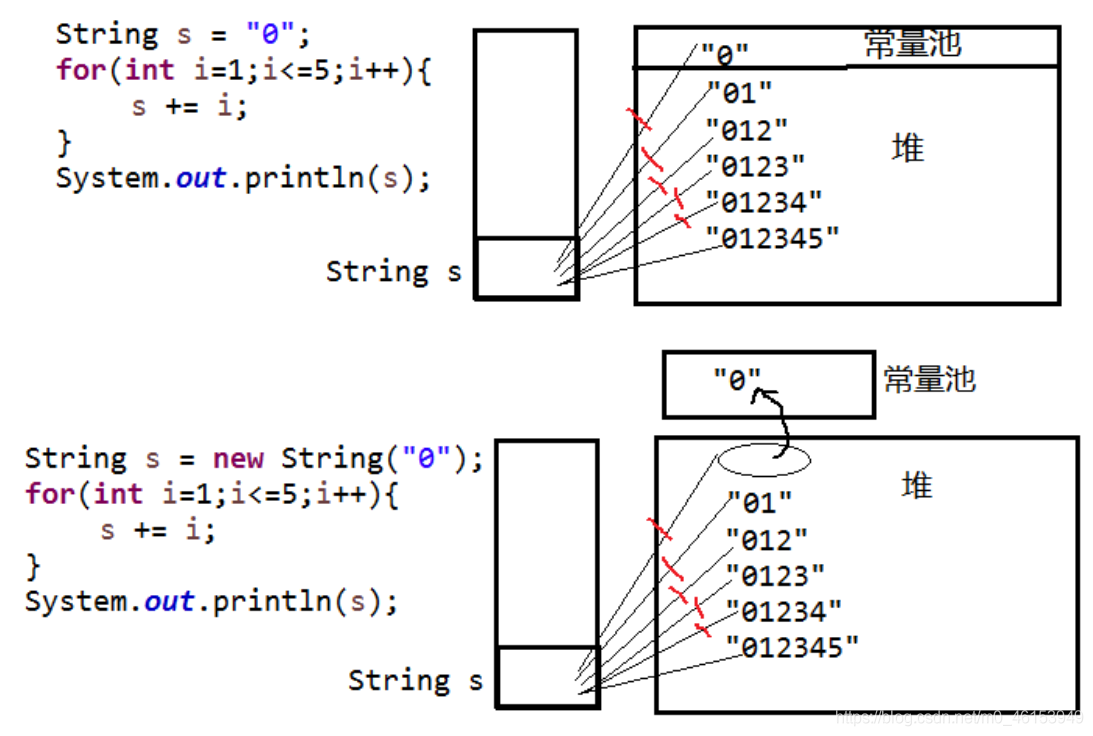 String s = "0";
for(int i=1;i<=5;i++){
s += i;
}
System.out.println(s);
String s
常量池
"0"
"01"
"012"
"0123"
"01234"
"012345"
堆
"0"
常量池
String s = new String("0");
for(int i=1;i<=5;i++){
s += i;
}
System.out.println(s);
String s
堆
"01"
"012"
"0123"
"01234"
"012345"
https://blog.csdn.net/m0_46153949